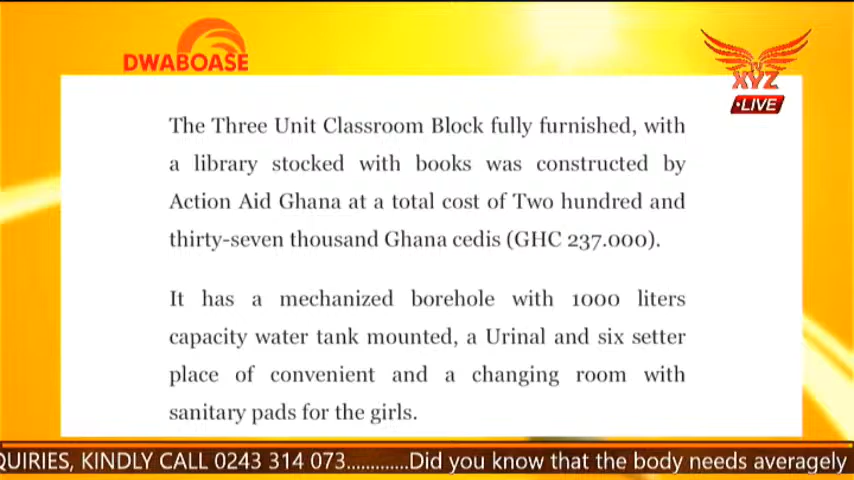 DWABOASE
TV
XYZ
•LIVE
The Three Unit Classroom Block fully furnished, with
a library stocked with books was constructed by
Action Aid Ghana at a total cost of Two hundred and
thirty-seven thousand Ghana cedis (GHC 237.000).
It has a mechanized borehole with 1000 liters
capacity water tank mounted, a Urinal and six setter
place of convenient and a changing room with
sanitary pads for the girls.
QUIRIES, KINDLY CALL 0243 314 073.............Did you know that the body needs averagely